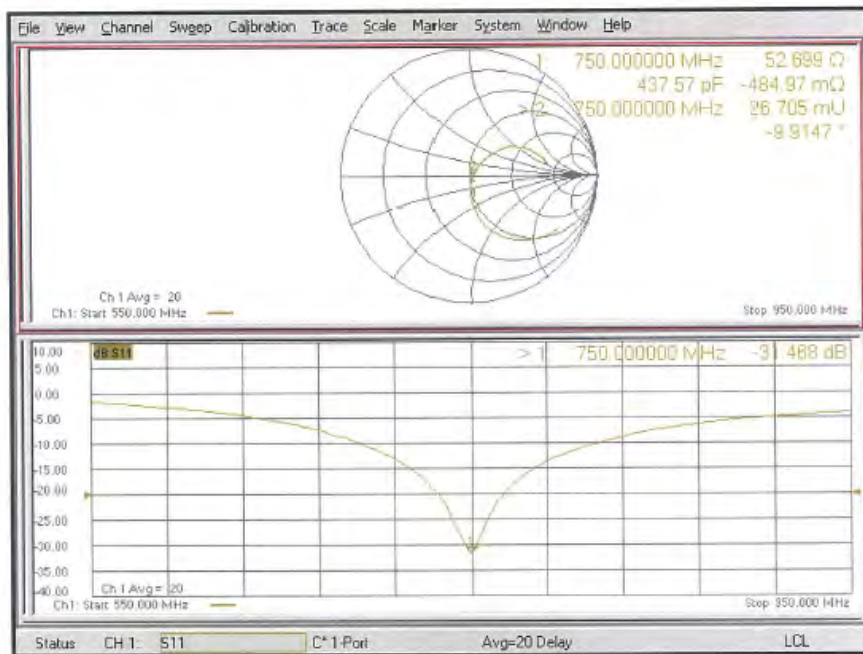 File View Channel Sweep Calibration Trace Scale Marker System Window Help
1 750.000000 MHz 52.699 Ω
437.57 pF -484.97 mΩ
> 2 750.000000 MHz 26.705 mU
-9.9147 °
Ch 1 Avg = 20
Ch1: Start 550.000 MHz Stop 950.000 MHz
10.00 dB S11 > 1 750.000000 MHz -31.468 dB
5.00
0.00
-5.00
-10.00
-15.00
-20.00
-25.00
-30.00
-35.00
-40.00 Ch 1 Avg = 20
Ch1: Start 550.000 MHz Stop 950.000 MHz
Status CH 1: S11 C* 1-Port Avg=20 Delay LCL